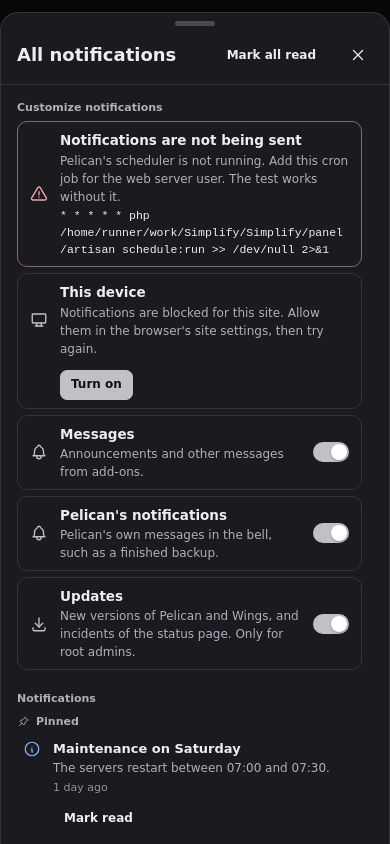 All notifications
Mark all read
Customize notifications
Notifications are not being sent
Pelican's scheduler is not running. Add this cron
job for the web server user. The test works
without it.
* * * * * php
/home/runner/work/Simplify/Simplify/panel
/artisan schedule:run >> /dev/null 2>&1
This device
Notifications are blocked for this site. Allow
them in the browser's site settings, then try
again.
Turn on
Messages
Announcements and other messages
from add-ons.
Pelican's notifications
Pelican's own messages in the bell,
such as a finished backup.
Updates
New versions of Pelican and Wings, and
incidents of the status page. Only for
root admins.
Notifications
Pinned
Maintenance on Saturday
The servers restart between 07:00 and 07:30.
1 day ago
Mark read